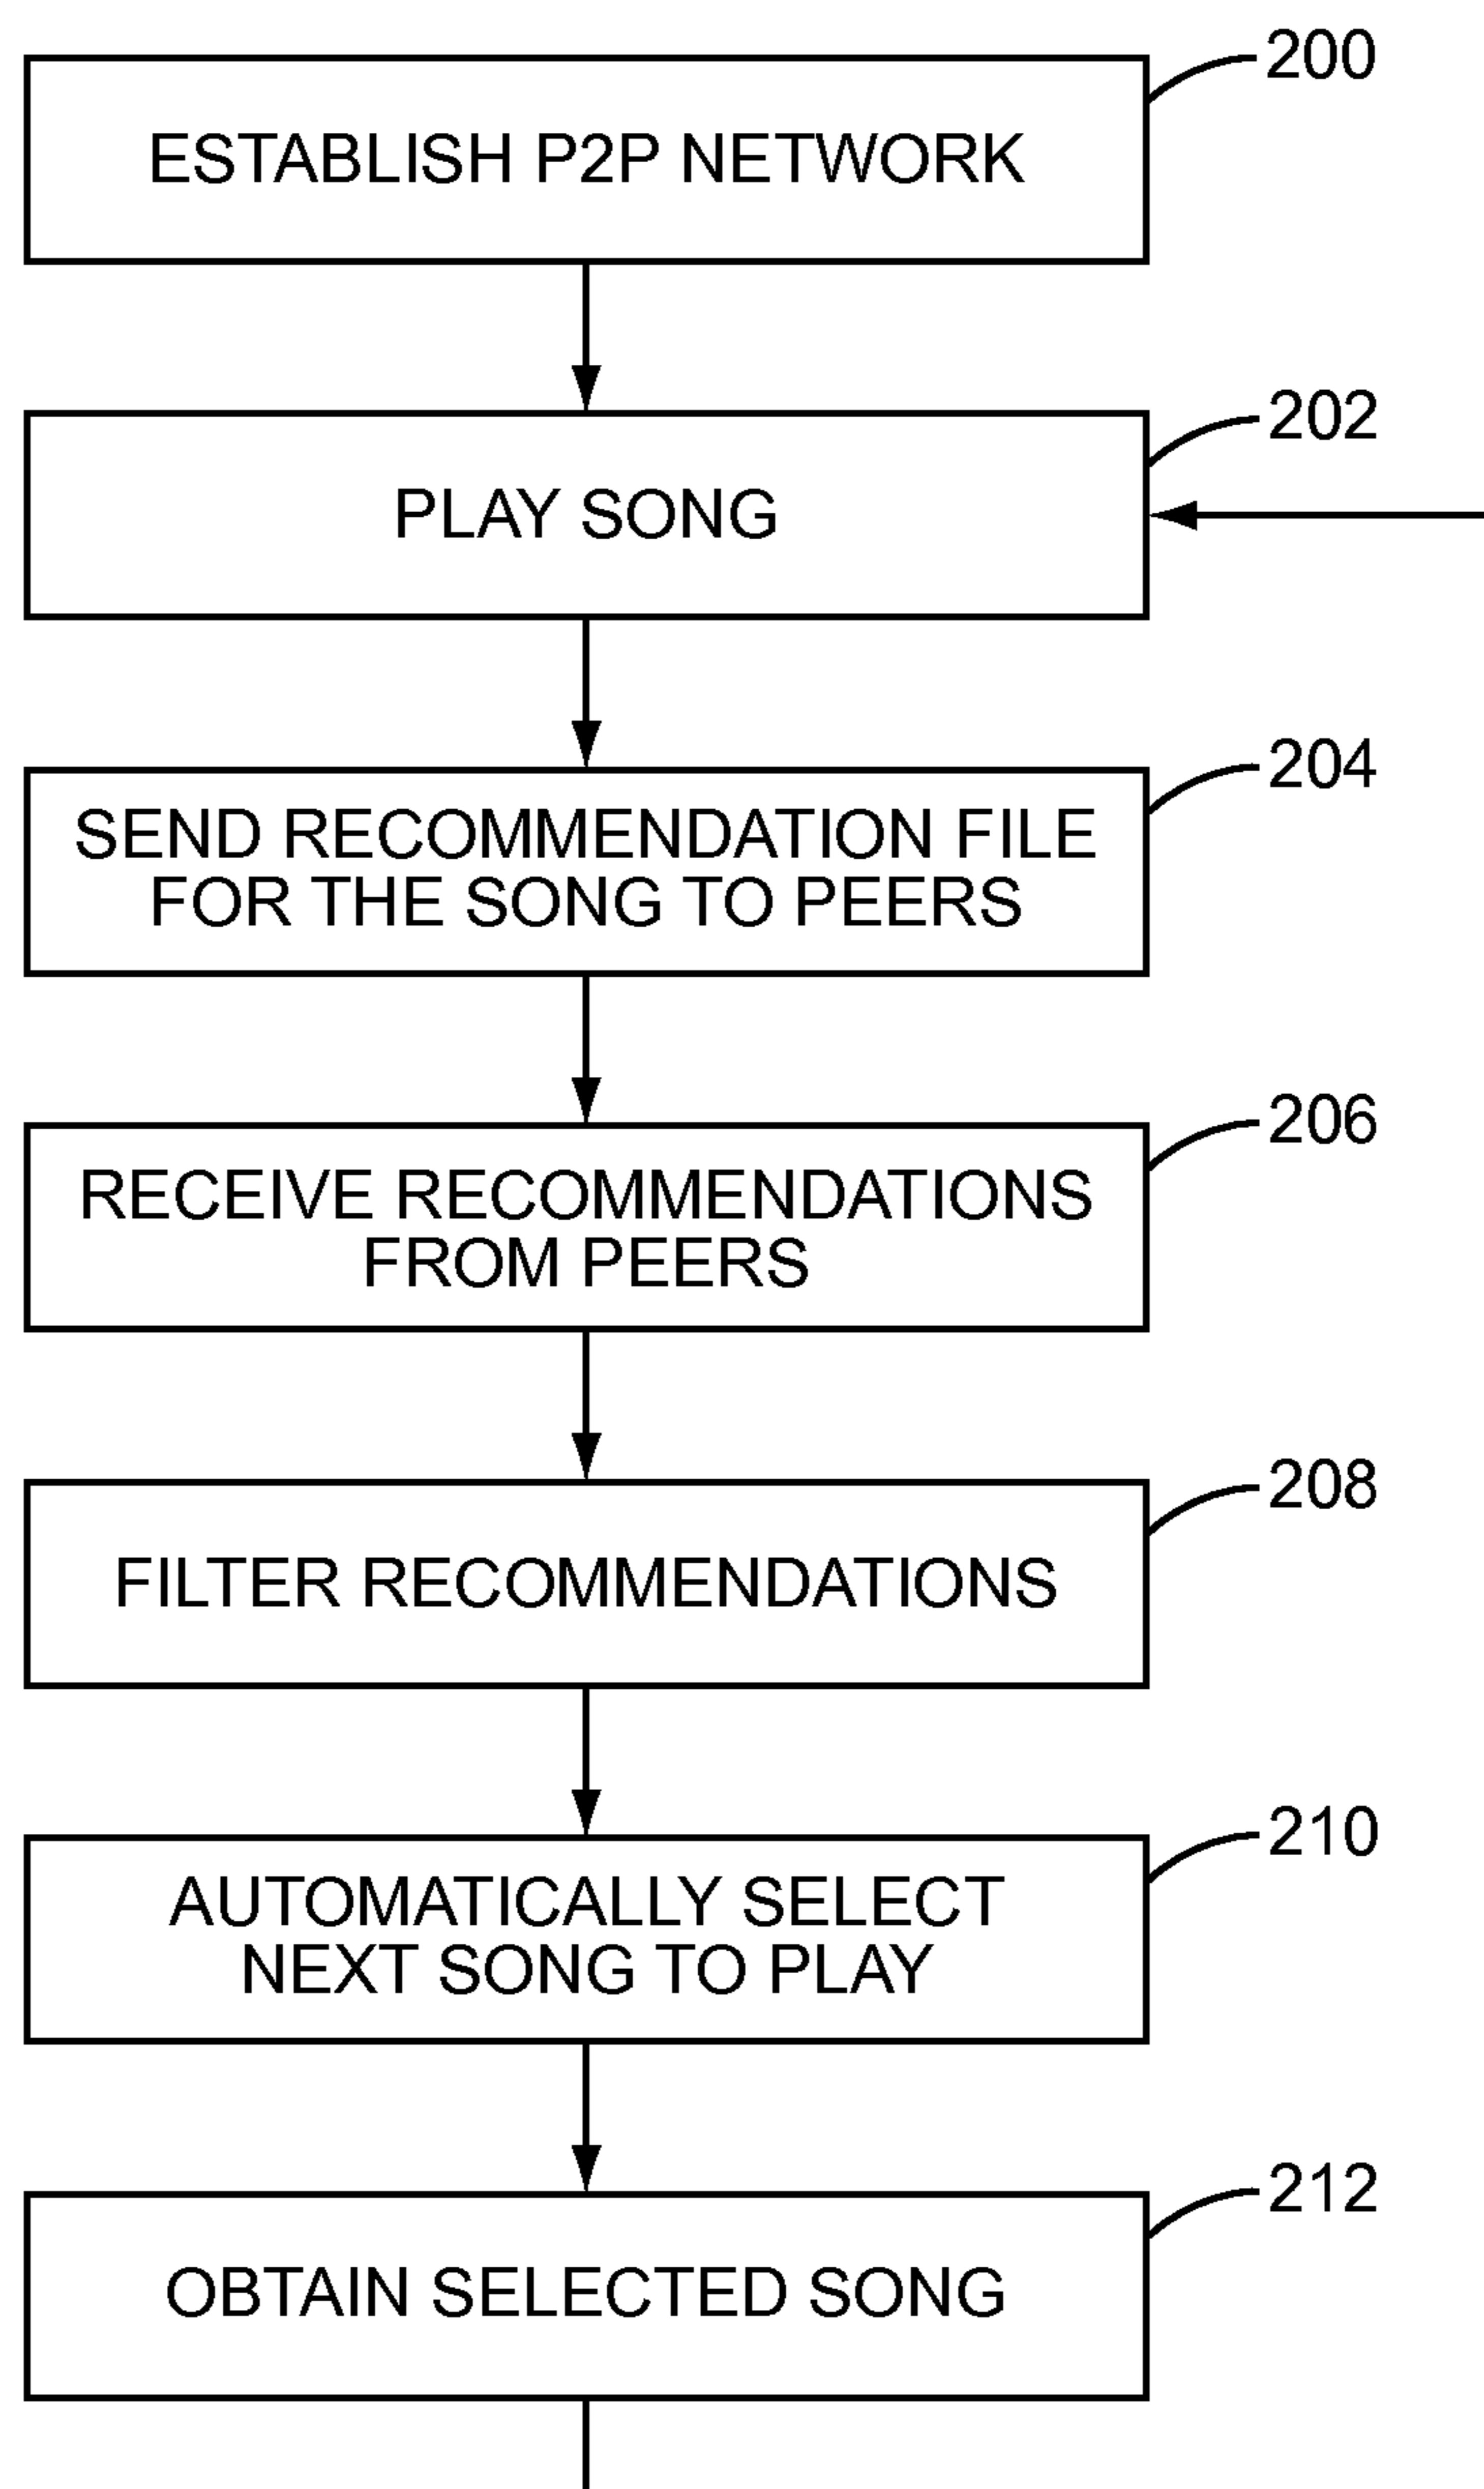 200
ESTABLISH P2P NETWORK
202
PLAY SONG
204
SEND RECOMMENDATION FILE
FOR THE SONG TO PEERS
206
RECEIVE RECOMMENDATIONS
FROM PEERS
208
FILTER RECOMMENDATIONS
210
AUTOMATICALLY SELECT
NEXT SONG TO PLAY
212
OBTAIN SELECTED SONG